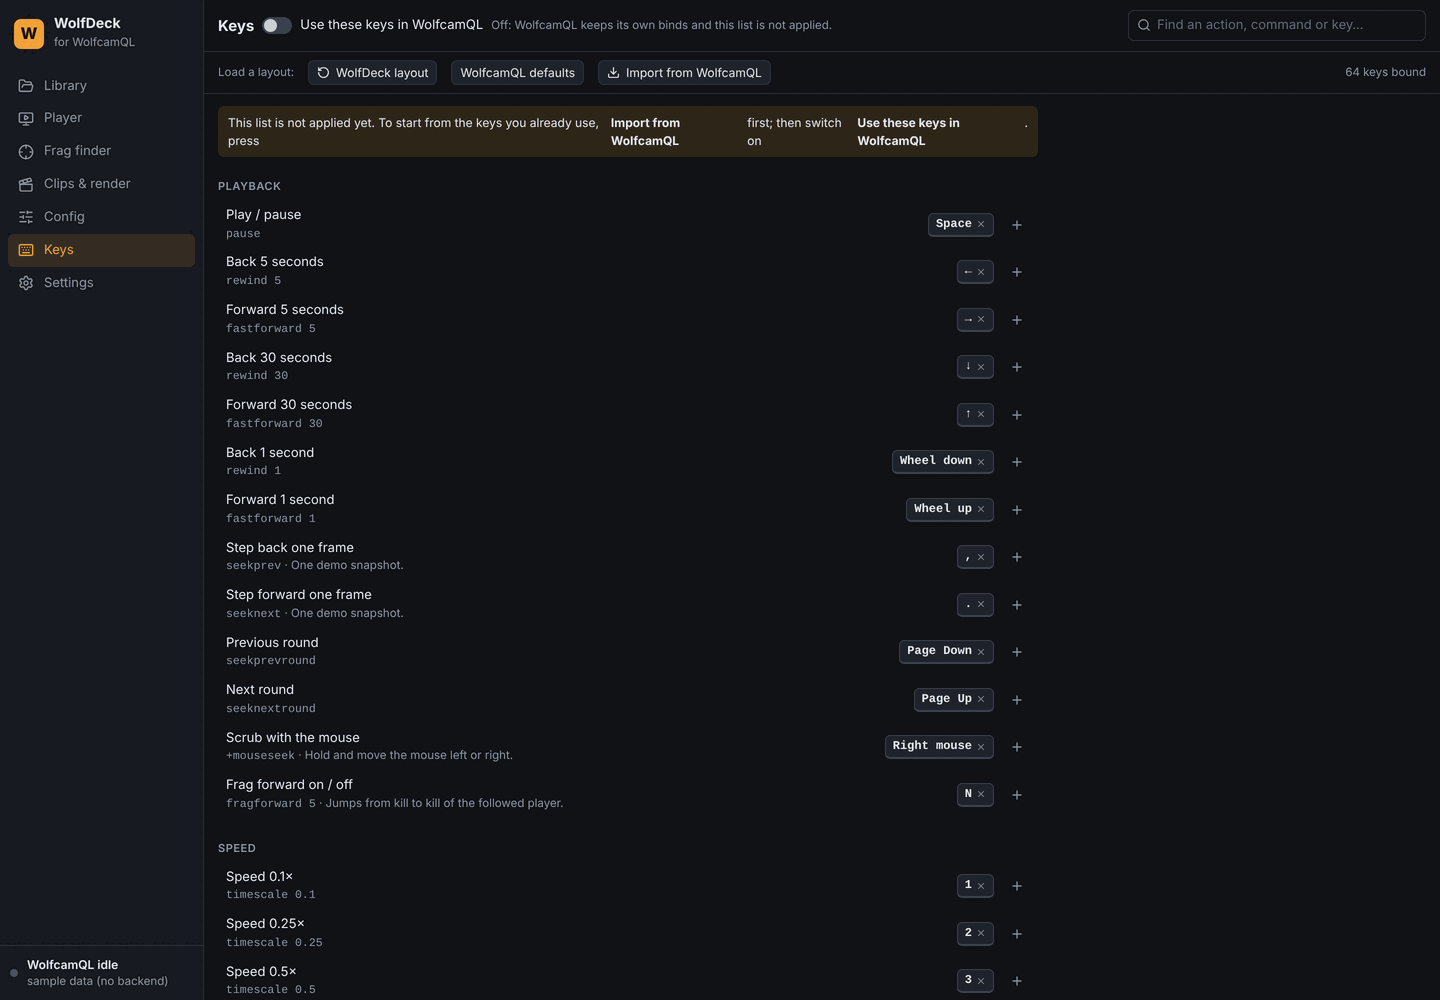 W
WolfDeck
for WolfcamQL
Library
Player
Frag finder
Clips & render
Config
Keys
Settings
WolfcamQL idle
sample data (no backend)
Keys Use these keys in WolfcamQL Off: WolfcamQL keeps its own binds and this list is not applied.
Find an action, command or key...
Load a layout: WolfDeck layout WolfcamQL defaults Import from WolfcamQL 64 keys bound
This list is not applied yet. To start from the keys you already use, press Import from WolfcamQL first; then switch on Use these keys in WolfcamQL .
PLAYBACK
Play / pause
pause
Space ×
+
Back 5 seconds
rewind 5
← ×
+
Forward 5 seconds
fastforward 5
→ ×
+
Back 30 seconds
rewind 30
↓ ×
+
Forward 30 seconds
fastforward 30
↑ ×
+
Back 1 second
rewind 1
Wheel down ×
+
Forward 1 second
fastforward 1
Wheel up ×
+
Step back one frame
seekprev · One demo snapshot.
, ×
+
Step forward one frame
seeknext · One demo snapshot.
. ×
+
Previous round
seekprevround
Page Down ×
+
Next round
seeknextround
Page Up ×
+
Scrub with the mouse
+mouseseek · Hold and move the mouse left or right.
Right mouse ×
+
Frag forward on / off
fragforward 5 · Jumps from kill to kill of the followed player.
N ×
+
SPEED
Speed 0.1×
timescale 0.1
1 ×
+
Speed 0.25×
timescale 0.25
2 ×
+
Speed 0.5×
timescale 0.5
3 ×
+